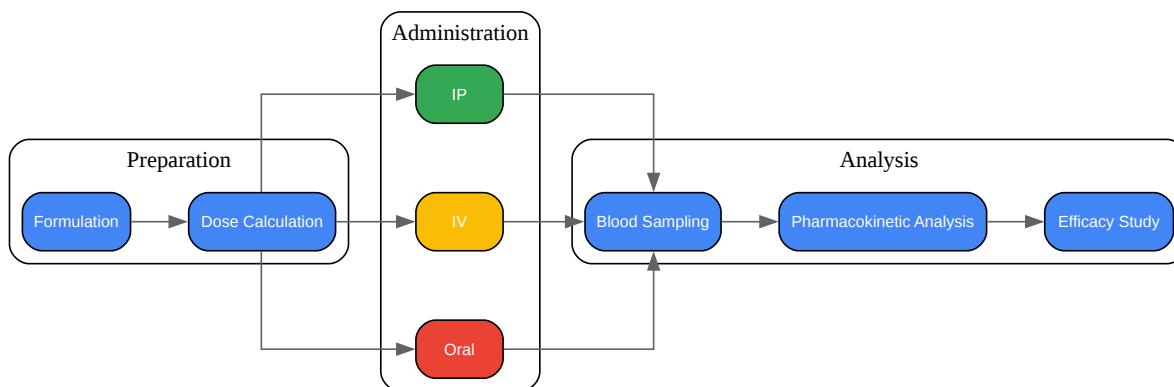 Administration
IP
Preparation
Analysis
Formulation
Dose Calculation
IV
Blood Sampling
Pharmacokinetic Analysis
Efficacy Study
Oral